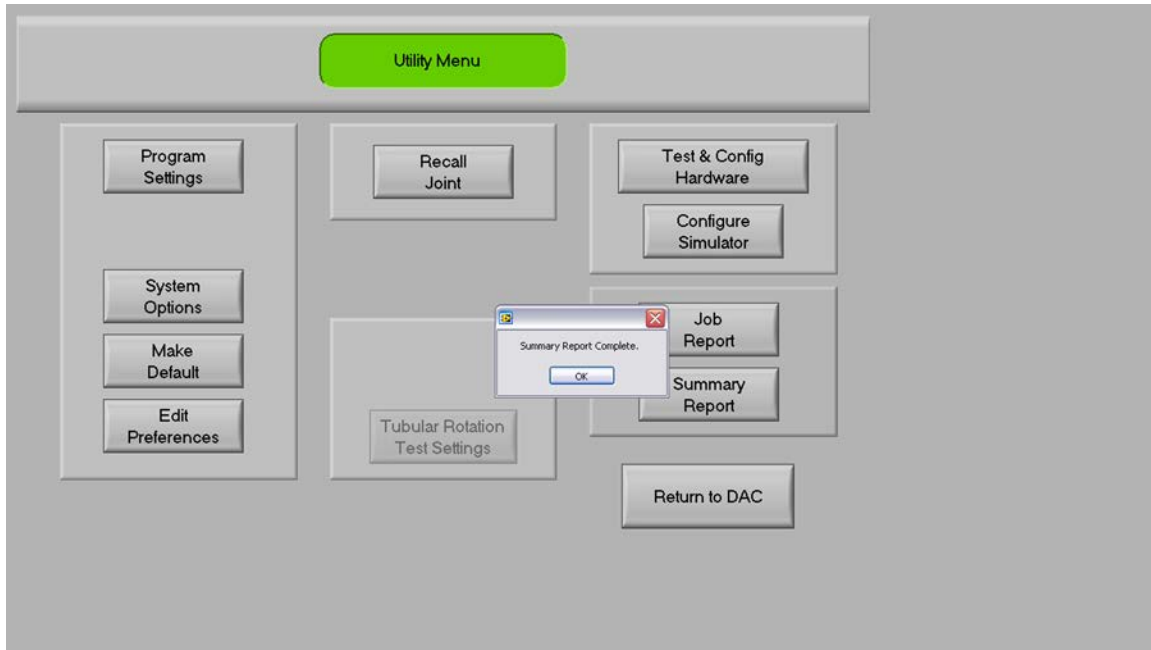 Utility Menu
Program
Settings
System
Options
Make
Default
Edit
Preferences
Recall
Joint
Tubular Rotation
Test Settings
Test & Config
Hardware
Configure
Simulator
Job
Report
Summary
Report
Return to DAC
Summary Report Complete.
OK